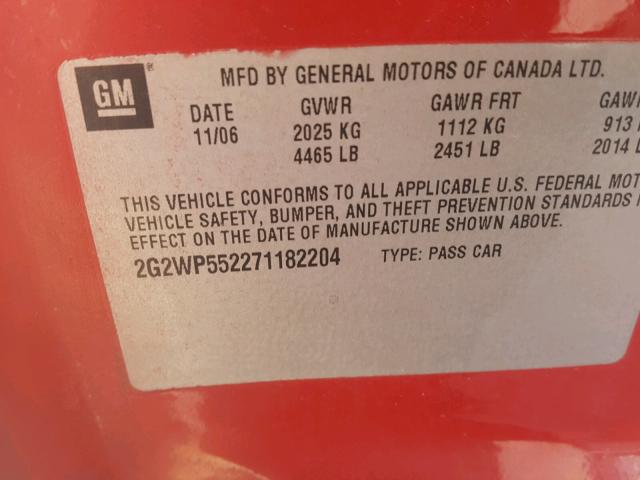 GM
MFD BY GENERAL MOTORS OF CANADA LTD.
DATE GVWR GAWR FRT GAW
11/06 2025 KG 1112 KG 913
4465 LB 2451 LB 2014 L
THIS VEHICLE CONFORMS TO ALL APPLICABLE U.S. FEDERAL MOT
VEHICLE SAFETY, BUMPER, AND THEFT PREVENTION STANDARDS
EFFECT ON THE DATE OF MANUFACTURE SHOWN ABOVE.
2G2WP552271182204 TYPE: PASS CAR